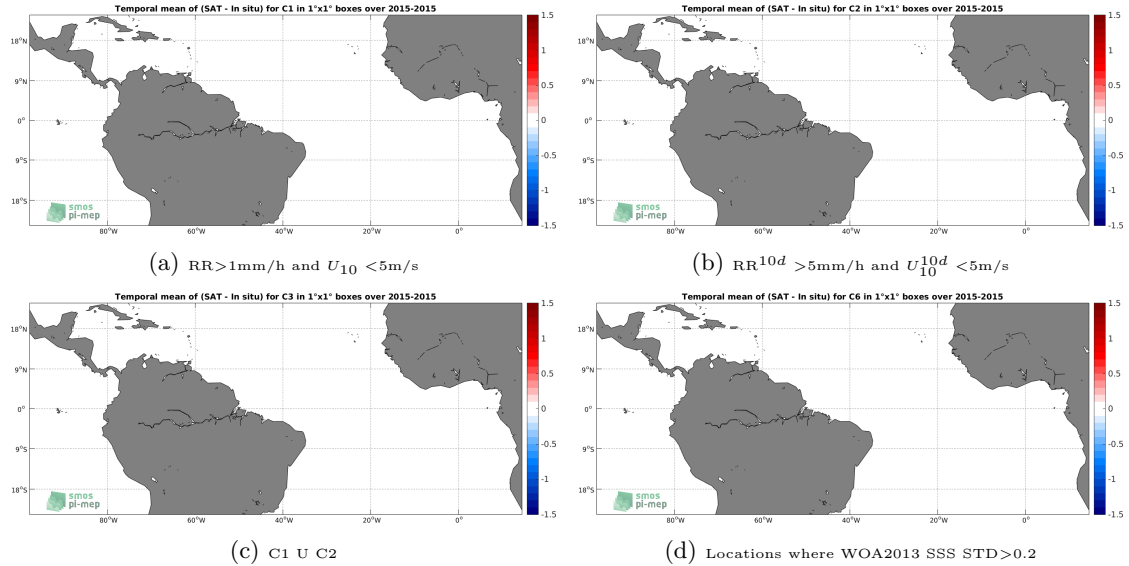 Temporal mean of (SAT - In situ) for C1 in 1°x1° boxes over 2015-2015
18°N
9°N
0°
9°S
18°S
80°W 60°W 40°W 20°W 0°
1.5
1
0.5
0
-0.5
-1
-1.5
smos
pi-mep
(a) RR>1mm/h and U10 <5m/s
Temporal mean of (SAT - In situ) for C2 in 1°x1° boxes over 2015-2015
18°N
9°N
0°
9°S
18°S
80°W 60°W 40°W 20°W 0°
1.5
1
0.5
0
-0.5
-1
-1.5
smos
pi-mep
(b) RR10d >5mm/h and U10d10 <5m/s
Temporal mean of (SAT - In situ) for C3 in 1°x1° boxes over 2015-2015
18°N
9°N
0°
9°S
18°S
80°W 60°W 40°W 20°W 0°
1.5
1
0.5
0
-0.5
-1
-1.5
smos
pi-mep
(c) C1 U C2
Temporal mean of (SAT - In situ) for C6 in 1°x1° boxes over 2015-2015
18°N
9°N
0°
9°S
18°S
80°W 60°W 40°W 20°W 0°
1.5
1
0.5
0
-0.5
-1
-1.5
smos
pi-mep
(d) Locations where WOA2013 SSS STD>0.2